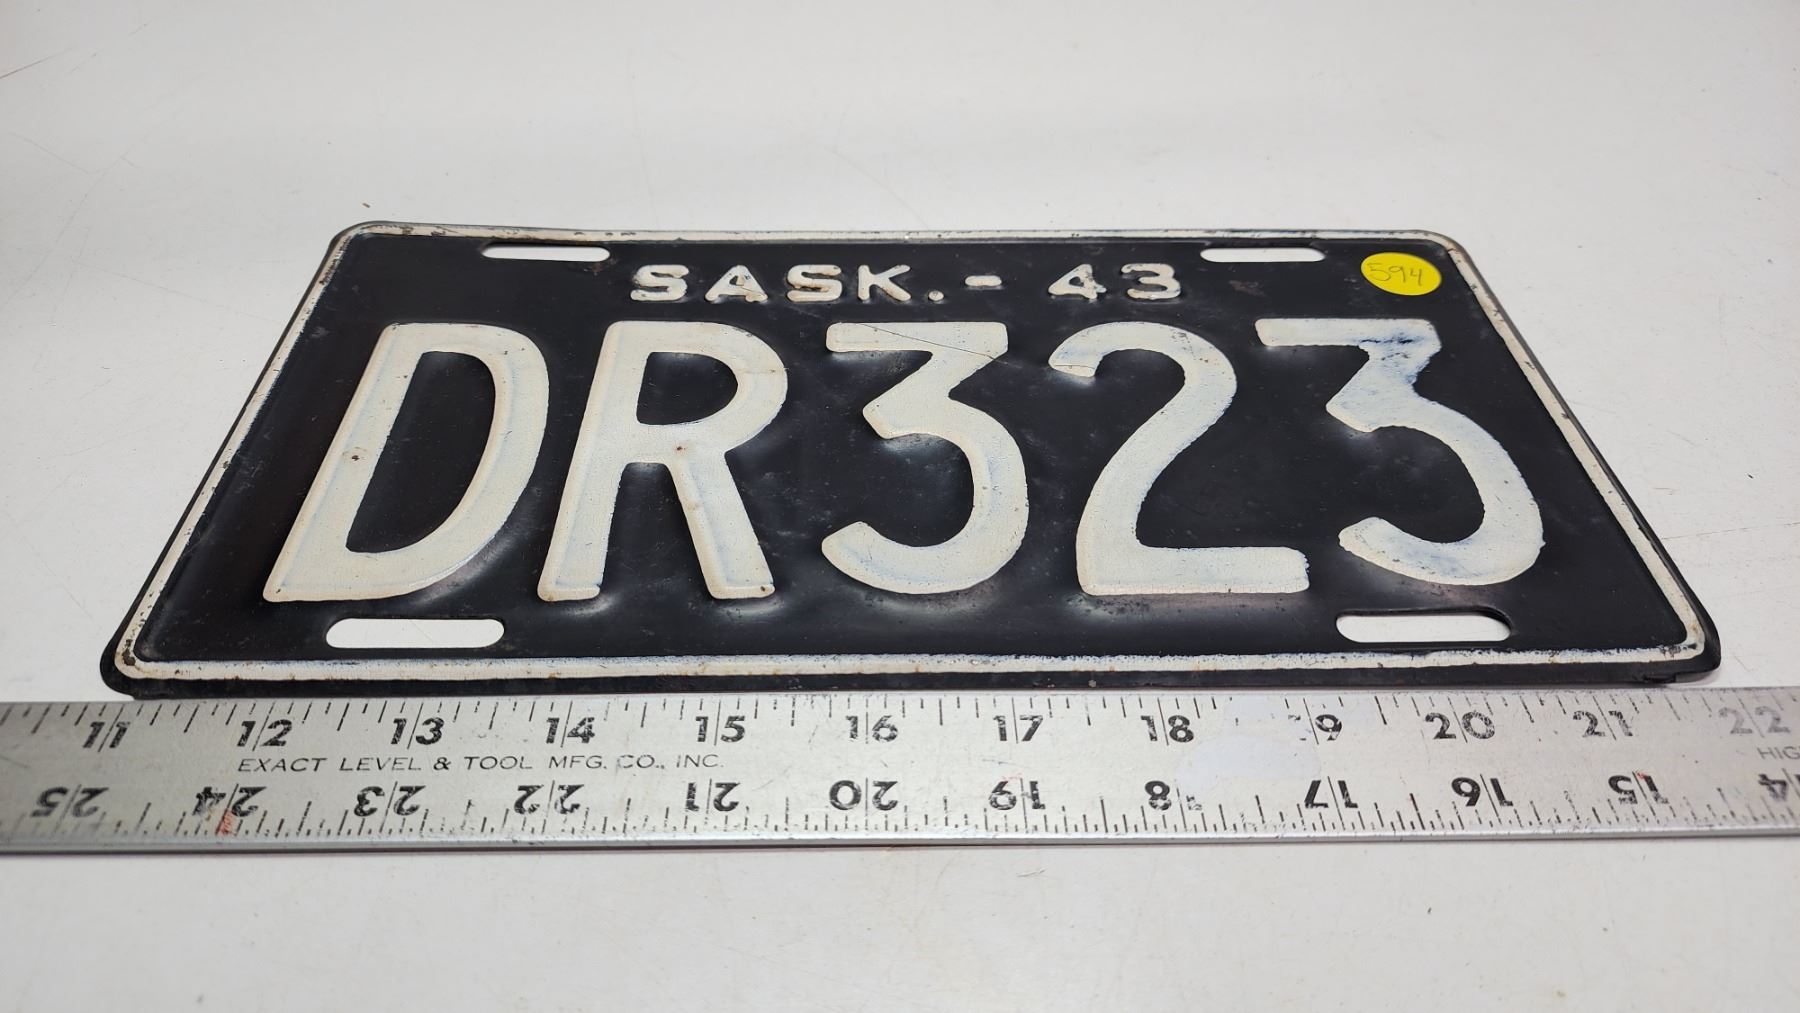 SASK.- 43
594
DR323
11 12 13 14 15 16 17 18 19 20 21 22
EXACT LEVEL & TOOL MFG. CO., INC.
HIG
25 24 23 22 21 20 19 18 17 16 15 14